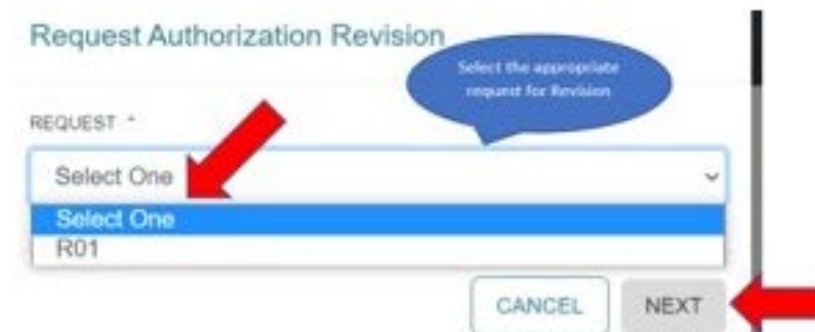 Request Authorization Revision
Select the appropriate
request for Revision
REQUEST *
Select One
Select One
R01
CANCEL
NEXT